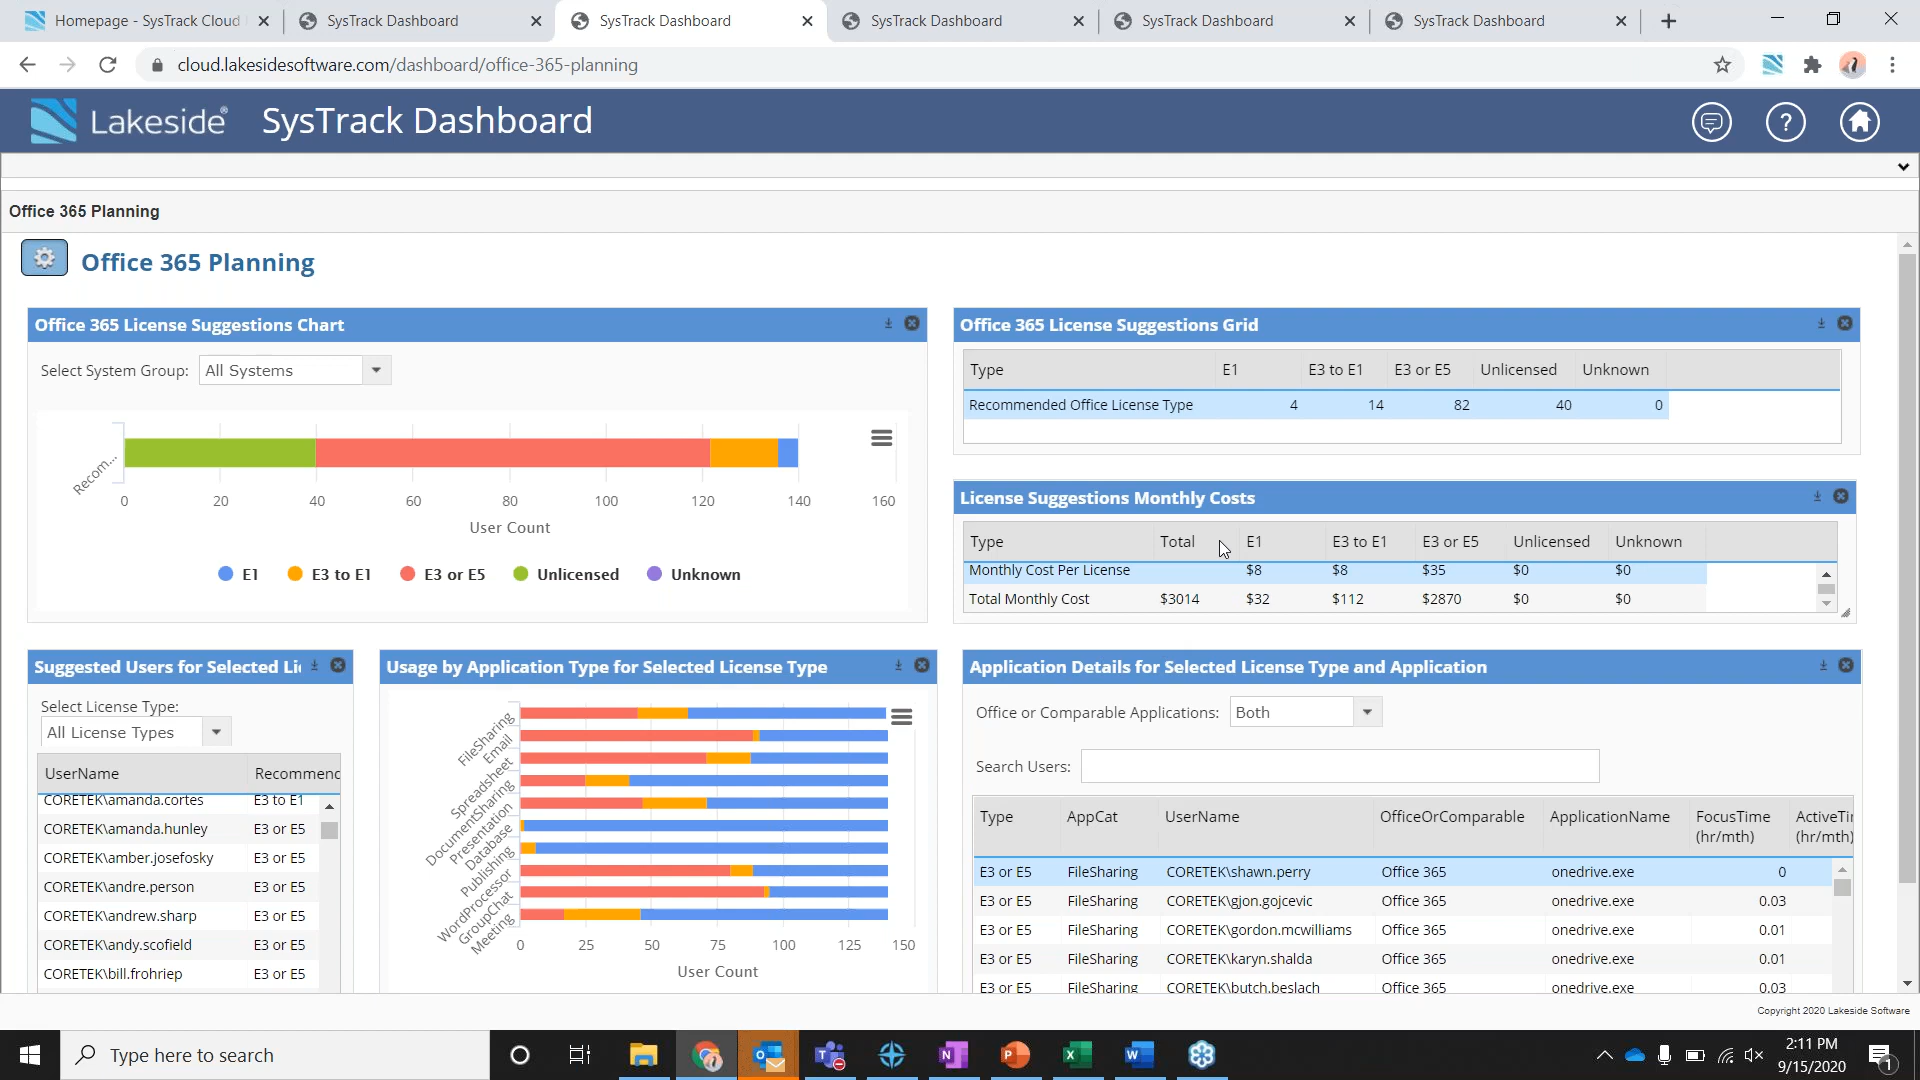 Homepage - SysTrack Cloud
SysTrack Dashboard
SysTrack Dashboard
SysTrack Dashboard
SysTrack Dashboard
SysTrack Dashboard
cloud.lakesidesoftware.com/dashboard/office-365-planning
Lakeside® SysTrack Dashboard
Office 365 Planning
Office 365 Planning
Office 365 License Suggestions Chart
Select System Group: All Systems
Recom...
0 20 40 60 80 100 120 140 160
User Count
E1 E3 to E1 E3 or E5 Unlicensed Unknown
Office 365 License Suggestions Grid
Type E1 E3 to E1 E3 or E5 Unlicensed Unknown
Recommended Office License Type 4 14 82 40 0
License Suggestions Monthly Costs
Type Total E1 E3 to E1 E3 or E5 Unlicensed Unknown
Monthly Cost Per License $8 $8 $35 $0 $0
Total Monthly Cost $3014 $32 $112 $2870 $0 $0
Suggested Users for Selected Li
Select License Type:
All License Types
UserName Recommend
CORETEK\amanda.cortes E3 to E1
CORETEK\amanda.hunley E3 or E5
CORETEK\amber.josefosky E3 or E5
CORETEK\andre.person E3 or E5
CORETEK\andrew.sharp E3 or E5
CORETEK\andy.scofield E3 or E5
CORETEK\bill.frohriep E3 or E5
Usage by Application Type for Selected License Type
FileSharing
Email
Spreadsheet
DocumentSharing
Presentation
Database
Publishing
WordProcessor
GroupChat
Meeting
0 25 50 75 100 125 150
User Count
Application Details for Selected License Type and Application
Office or Comparable Applications: Both
Search Users:
Type AppCat UserName OfficeOrComparable ApplicationName FocusTime (hr/mth) ActiveTir (hr/mth)
E3 or E5 FileSharing CORETEK\shawn.perry Office 365 onedrive.exe 0
E3 or E5 FileSharing CORETEK\gjon.gojcevic Office 365 onedrive.exe 0.03
E3 or E5 FileSharing CORETEK\gordon.mcwilliams Office 365 onedrive.exe 0.01
E3 or E5 FileSharing CORETEK\karyn.shalda Office 365 onedrive.exe 0.01
E3 or E5 FileSharing CORETEK\butch.beslach Office 365 onedrive.exe 0.03
Copyright 2020 Lakeside Software
Type here to search
2:11 PM
9/15/2020
1